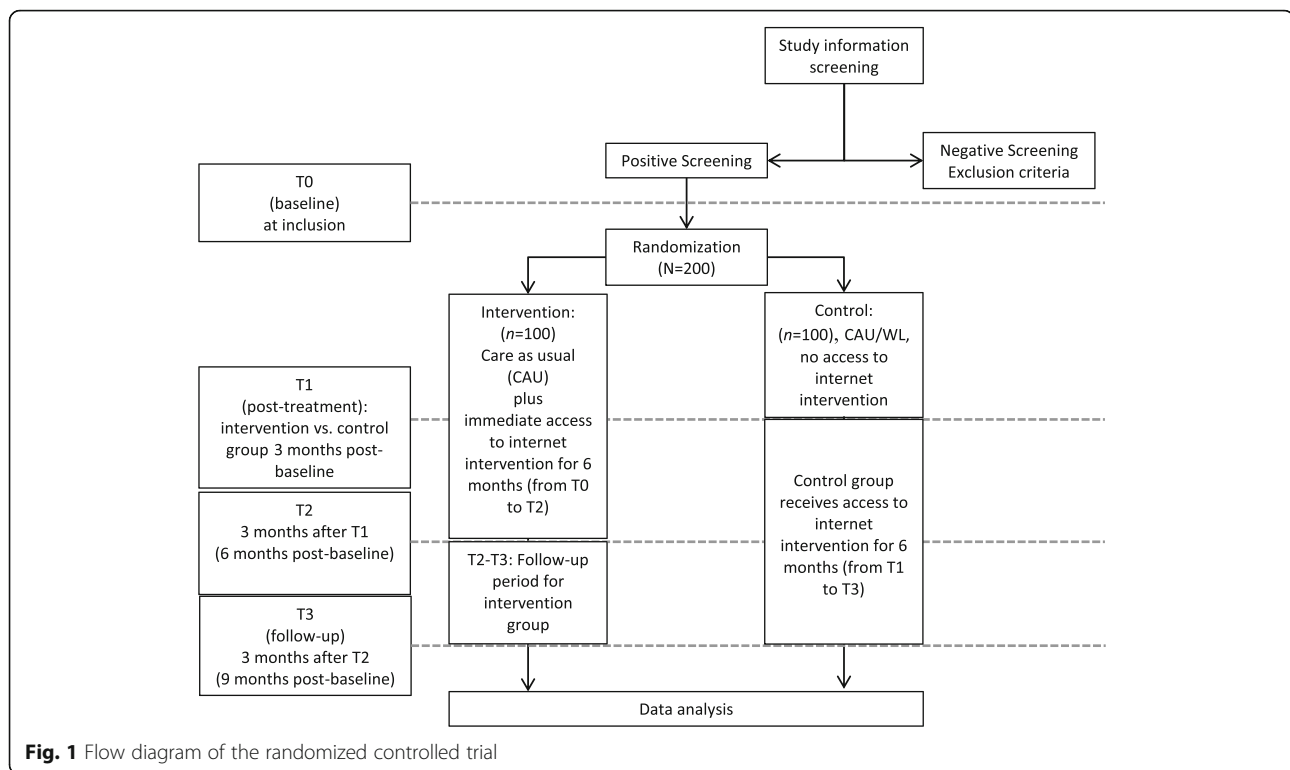 Study information
screening
Positive Screening
Negative Screening
Exclusion criteria
T0
(baseline)
at inclusion
Randomization
(N=200)
Intervention:
(n=100)
Care as usual
(CAU)
plus
immediate access
to internet
intervention for 6
months (from T0
to T2)
Control:
(n=100), CAU/WL,
no access to
internet
intervention
T1
(post-treatment):
intervention vs. control
group 3 months post-
baseline
Control group
receives access to
internet
intervention for 6
months (from T1
to T3)
T2
3 months after T1
(6 months post-baseline)
T2-T3: Follow-up
period for
intervention
group
T3
(follow-up)
3 months after T2
(9 months post-baseline)
Data analysis
Fig. 1 Flow diagram of the randomized controlled trial